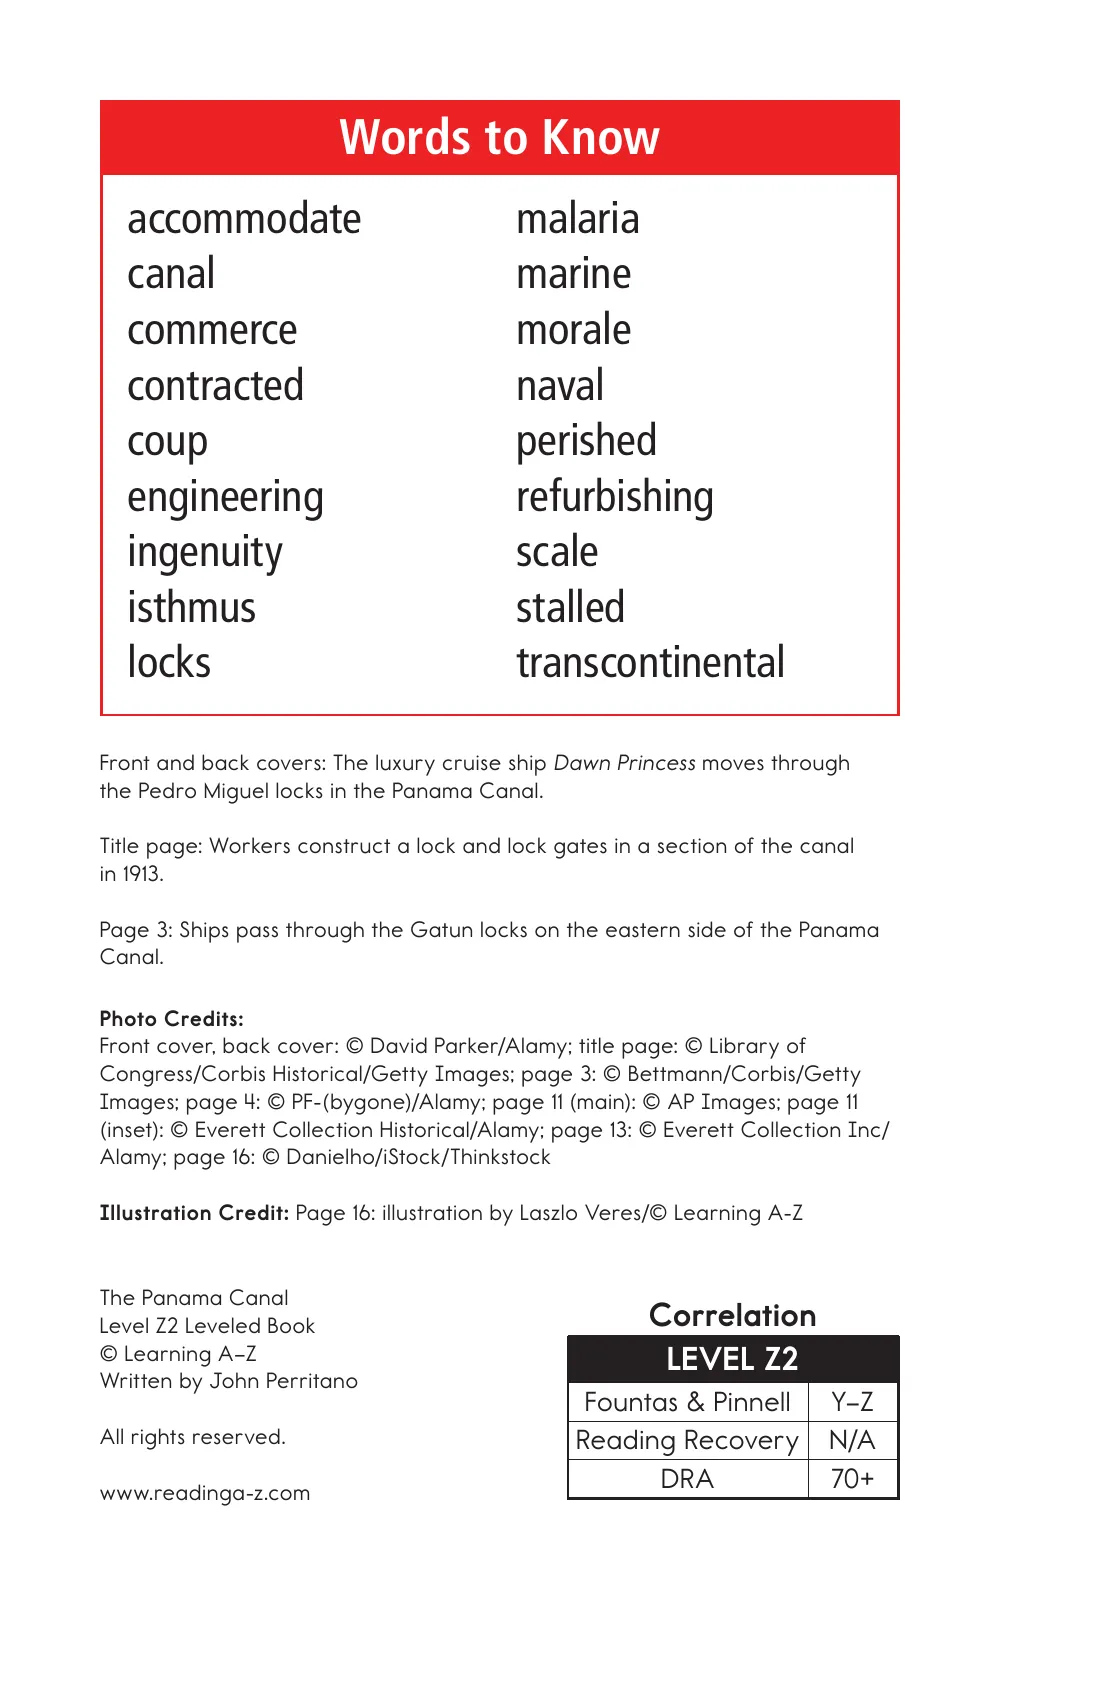 Words to Know
accommodate
canal
commerce
contracted
coup
engineering
ingenuity
isthmus
locks
malaria
marine
morale
naval
perished
refurbishing
scale
stalled
transcontinental
Front and back covers: The luxury cruise ship Dawn Princess moves through
the Pedro Miguel locks in the Panama Canal.
Title page: Workers construct a lock and lock gates in a section of the canal
in 1913.
Page 3: Ships pass through the Gatun locks on the eastern side of the Panama
Canal.
Photo Credits:
Front cover, back cover: © David Parker/Alamy; title page: © Library of
Congress/Corbis Historical/Getty Images; page 3: © Bettmann/Corbis/Getty
Images; page 4: © PF-(bygone)/Alamy; page 11 (main): © AP Images; page 11
(inset): © Everett Collection Historical/Alamy; page 13: © Everett Collection Inc/
Alamy; page 16: © Danielho/iStock/Thinkstock
Illustration Credit: Page 16: illustration by Laszlo Veres/© Learning A-Z
The Panama Canal
Level Z2 Leveled Book
© Learning A–Z
Written by John Perritano
All rights reserved.
www.readinga-z.com
Correlation
LEVEL Z2
Fountas & Pinnell Y–Z
Reading Recovery N/A
DRA 70+